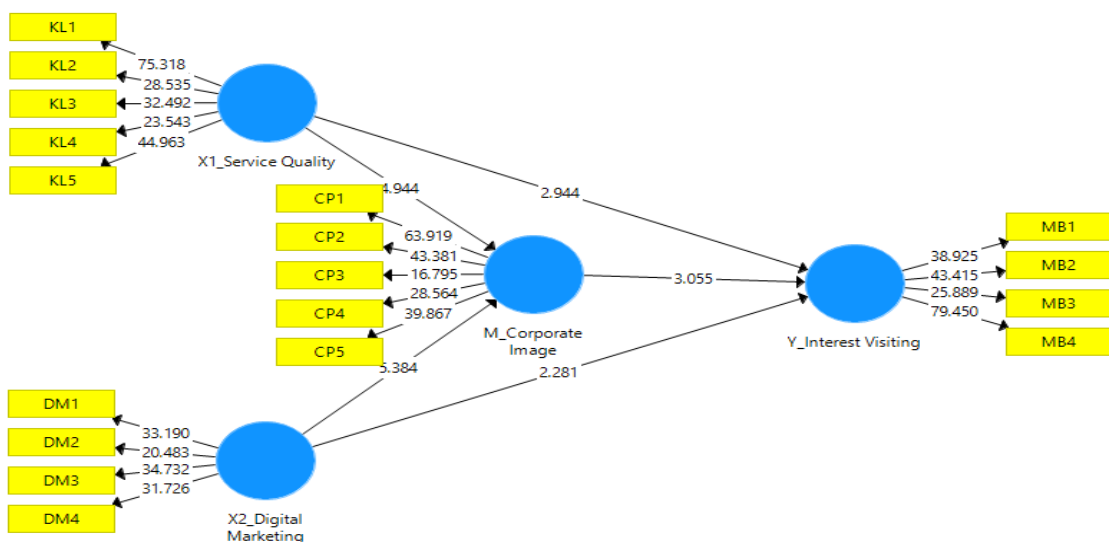 KL1
KL2
KL3
KL4
KL5
75.318
28.535
32.492
23.543
44.963
X1_Service Quality
4.944
2.944
CP1
CP2
CP3
CP4
CP5
63.919
43.381
16.795
28.564
39.867
M_Corporate
Image
3.055
5.384
2.281
38.925
43.415
25.889
79.450
Y_Interest Visiting
MB1
MB2
MB3
MB4
DM1
DM2
DM3
DM4
33.190
20.483
34.732
31.726
X2_Digital
Marketing